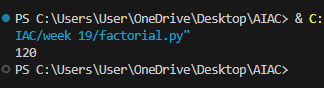 PS C:\Users\User\OneDrive\Desktop\AIAC> & C:
IAC/week 19/factorial.py"
120
PS C:\Users\User\OneDrive\Desktop\AIAC>